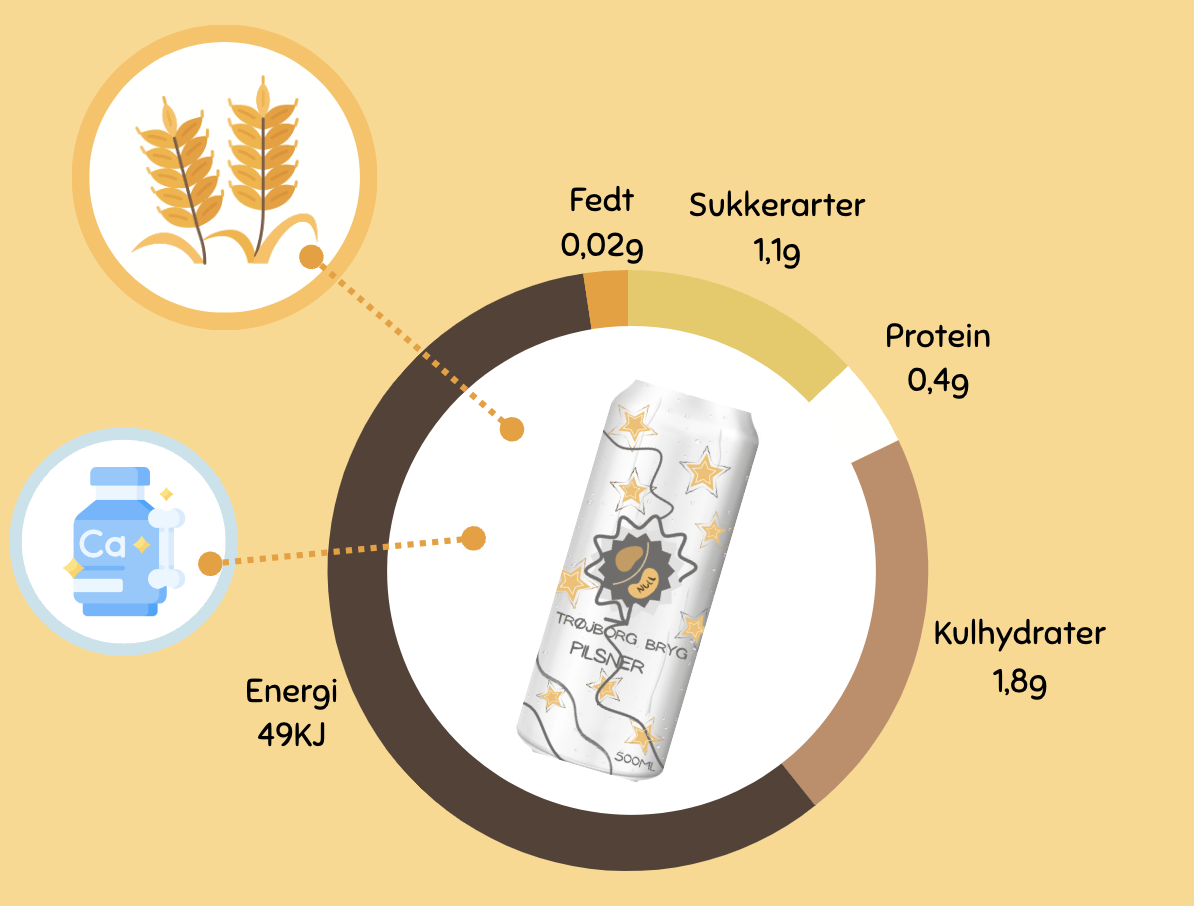 Fedt
0,02g
Sukkerarter
1,1g
Protein
0,4g
Ca
NULL
TRØJBORG BRYG
PILSNER
500ML
Kulhydrater
1,8g
Energi
49KJ